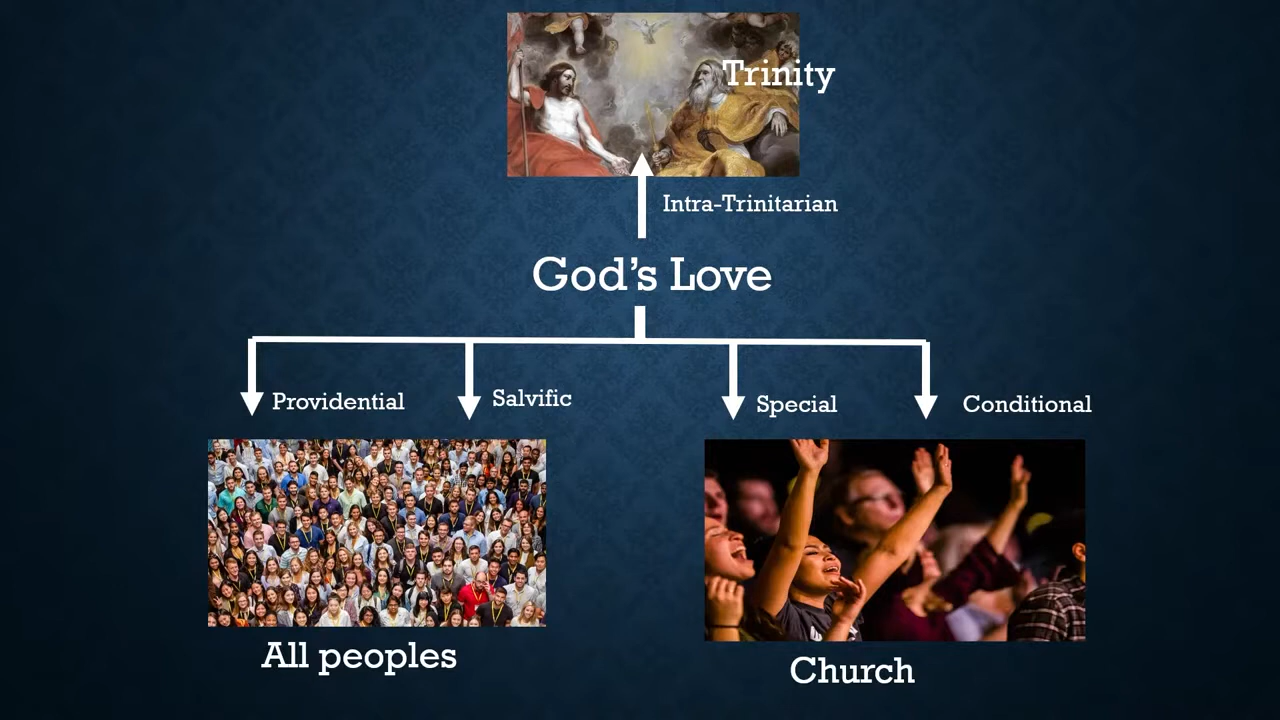 Trinity
Intra-Trinitarian
God’s Love
Providential
Salvific
Special
Conditional
All peoples
Church